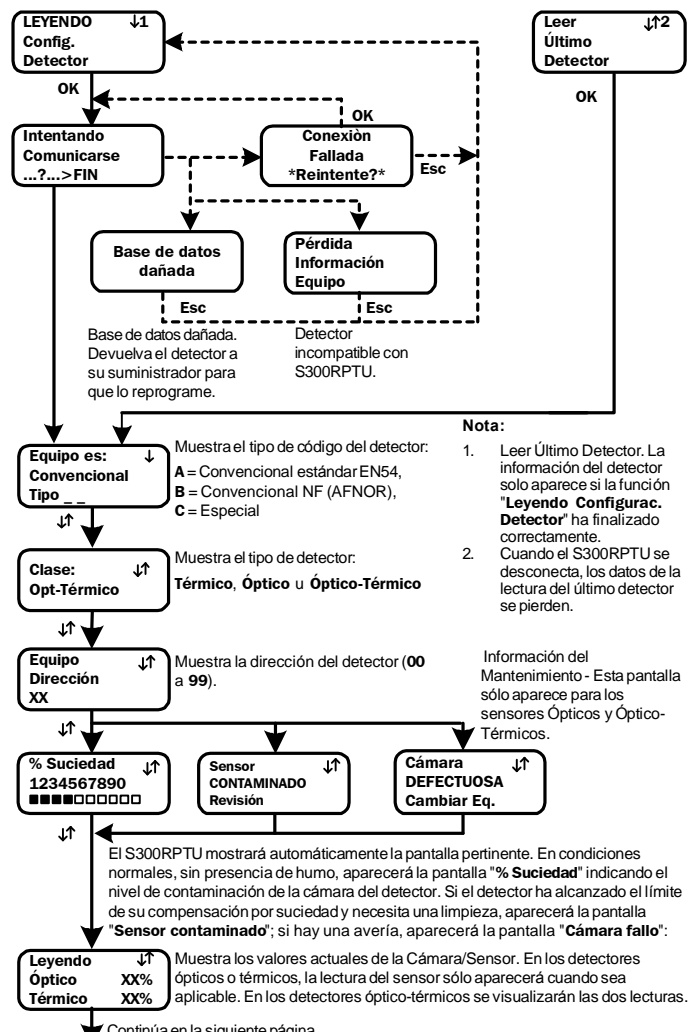 LEYENDO ↓1
Config.
Detector
Leer ↓↑2
Último
Detector
OK
OK
OK
Intentando
Comunicarse
...?...>FIN
Conexiòn
Fallada
*Reintente?*
Esc
Base de datos
dañada
Pérdida
Información
Equipo
Esc
Esc
Base de datos dañada.
Devuelva el detector a
su suministrador para
que lo reprograme.
Detector
incompatible con
S300RPTU.
Nota:
1. Leer Último Detector. La
información del detector
solo aparece si la función
"Leyendo Configurac.
Detector" ha finalizado
correctamente.
2. Cuando el S300RPTU se
desconecta, los datos de la
lectura del último detector
se pierden.
Equipo es: ↓
Convencional
Tipo _ _
Muestra el tipo de código del detector:
A = Convencional estándar EN54,
B = Convencional NF (AFNOR),
C = Especial
↓↑
Clase: ↓↑
Opt-Térmico
Muestra el tipo de detector:
Térmico, Óptico u Óptico-Térmico
↓↑
Equipo ↓↑
Dirección
XX
Muestra la dirección del detector (00
a 99).
Información del
Mantenimiento - Esta pantalla
sólo aparece para los
sensores Ópticos y Óptico-
Térmicos.
↓↑
% Suciedad ↓↑
1234567890
■■■■□□□□□□
Sensor ↓↑
CONTAMINADO
Revisión
Cámara ↓↑
DEFECTUOSA
Cambiar Eq.
↓↑
El S300RPTU mostrará automáticamente la pantalla pertinente. En condiciones
normales, sin presencia de humo, aparecerá la pantalla "% Suciedad" indicando el
nivel de contaminación de la cámara del detector. Si el detector ha alcanzado el límite
de su compensación por suciedad y necesita una limpieza, aparecerá la pantalla
"Sensor contaminado"; si hay una avería, aparecerá la pantalla "Cámara fallo":
Leyendo ↓↑
Óptico XX%
Térmico XX%
Muestra los valores actuales de la Cámara/Sensor. En los detectores
ópticos o térmicos, la lectura del sensor sólo aparecerá cuando sea
aplicable. En los detectores óptico-térmicos se visualizarán las dos lecturas.
Continúa en la siguiente página